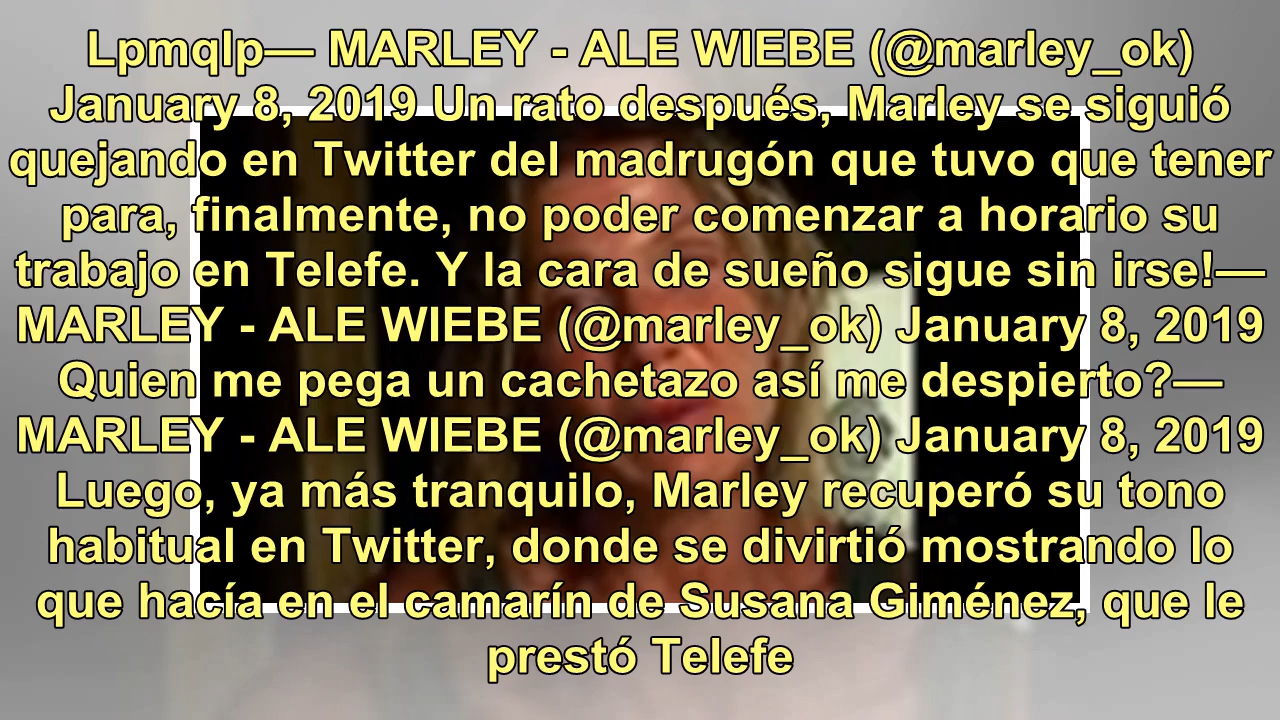 Lpmqlp— MARLEY - ALE WIEBE (@marley_ok)
January 8, 2019 Un rato después, Marley se siguió
quejando en Twitter del madrugón que tuvo que tener
para, finalmente, no poder comenzar a horario su
trabajo en Telefe. Y la cara de sueño sigue sin irse!—
MARLEY - ALE WIEBE (@marley_ok) January 8, 2019
Quien me pega un cachetazo así me despierto?—
MARLEY - ALE WIEBE (@marley_ok) January 8, 2019
Luego, ya más tranquilo, Marley recuperó su tono
habitual en Twitter, donde se divirtió mostrando lo
que hacía en el camarín de Susana Giménez, que le
prestó Telefe